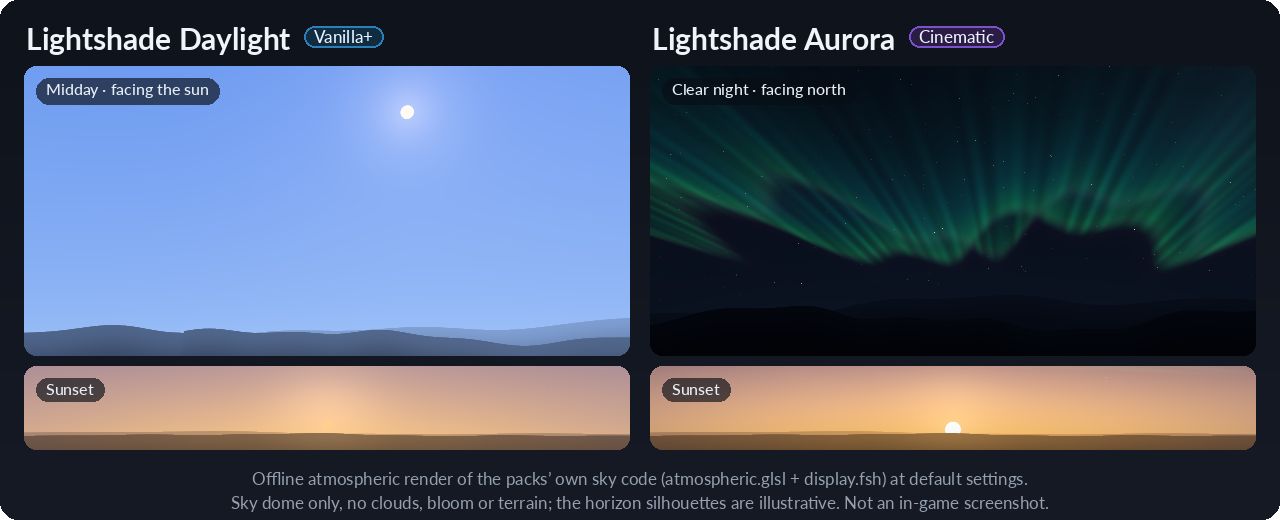 Lightshade Daylight Vanilla+
Midday · facing the sun
Sunset
Lightshade Aurora Cinematic
Clear night · facing north
Sunset
Offline atmospheric render of the packs’ own sky code (atmospheric.glsl + display.fsh) at default settings.
Sky dome only, no clouds, bloom or terrain; the horizon silhouettes are illustrative. Not an in-game screenshot.